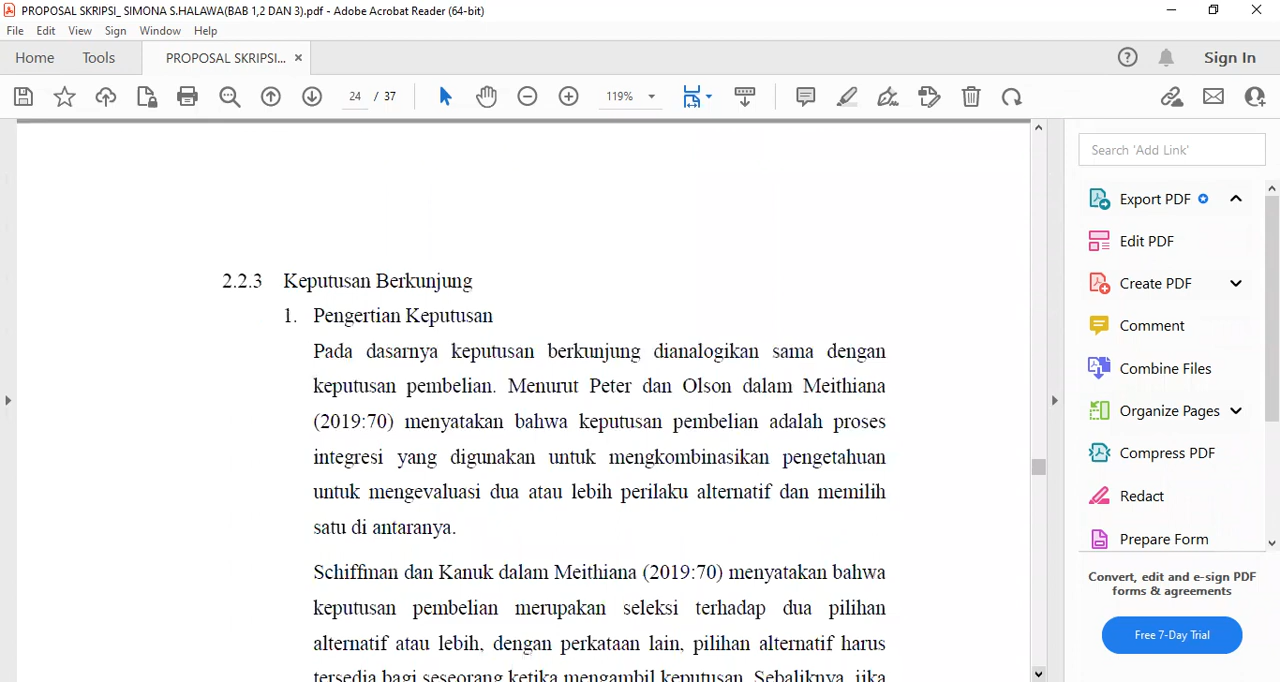 PROPOSAL SKRIPSI_ SIMONA S.HALAWA(BAB 1,2 DAN 3).pdf - Adobe Acrobat Reader (64-bit)
File Edit View Sign Window Help
Home Tools PROPOSAL SKRIPSI... × Sign In
24 / 37 119%
Search 'Add Link'
Export PDF
Edit PDF
Create PDF
Comment
Combine Files
Organize Pages
Compress PDF
Redact
Prepare Form
Convert, edit and e-sign PDF
forms & agreements
Free 7-Day Trial
2.2.3 Keputusan Berkunjung
1. Pengertian Keputusan
Pada dasarnya keputusan berkunjung dianalogikan sama dengan
keputusan pembelian. Menurut Peter dan Olson dalam Meithiana
(2019:70) menyatakan bahwa keputusan pembelian adalah proses
integresi yang digunakan untuk mengkombinasikan pengetahuan
untuk mengevaluasi dua atau lebih perilaku alternatif dan memilih
satu di antaranya.
Schiffman dan Kanuk dalam Meithiana (2019:70) menyatakan bahwa
keputusan pembelian merupakan seleksi terhadap dua pilihan
alternatif atau lebih, dengan perkataan lain, pilihan alternatif harus
tersedia bagi seseorang ketika mengambil keputusan. Sebaliknya, jika